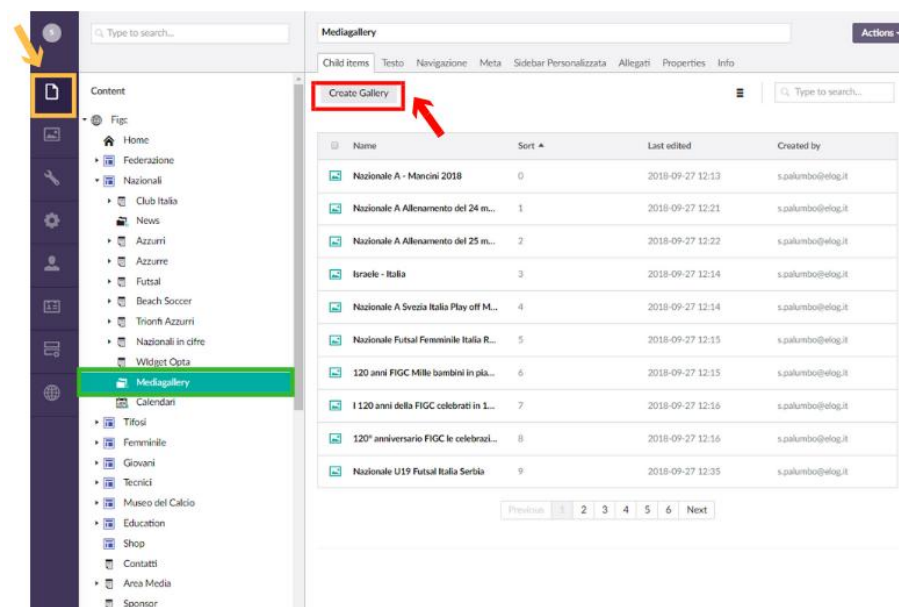 S
Type to search...
Content
Figc
Home
Federazione
Nazionali
Club Italia
News
Azzurri
Azzurre
Futsal
Beach Soccer
Trionfi Azzurri
Nazionali in cifre
Widget Opta
Mediagallery
Calendari
Tifosi
Femminile
Giovani
Tecnici
Museo del Calcio
Education
Shop
Contatti
Area Media
Sponsor
Mediagallery
Actions
Child items Testo Navigazione Meta Sidebar Personalizzata Allegati Properties Info
Create Gallery Type to search...
Name Sort Last edited Created by
Nazionale A - Mancini 2018 0 2018-09-27 12:13 s.palumbo@elog.it
Nazionale A Allenamento del 24 m... 1 2018-09-27 12:21 s.palumbo@elog.it
Nazionale A Allenamento del 25 m... 2 2018-09-27 12:22 s.palumbo@elog.it
Israele - Italia 3 2018-09-27 12:14 s.palumbo@elog.it
Nazionale A Svezia Italia Play off M... 4 2018-09-27 12:14 s.palumbo@elog.it
Nazionale Futsal Femminile Italia R... 5 2018-09-27 12:15 s.palumbo@elog.it
120 anni FIGC Mille bambini in pia... 6 2018-09-27 12:15 s.palumbo@elog.it
I 120 anni della FIGC celebrati in 1... 7 2018-09-27 12:16 s.palumbo@elog.it
120° anniversario FIGC le celebrazi... 8 2018-09-27 12:16 s.palumbo@elog.it
Nazionale U19 Futsal Italia Serbia 9 2018-09-27 12:35 s.palumbo@elog.it
Previous 1 2 3 4 5 6 Next